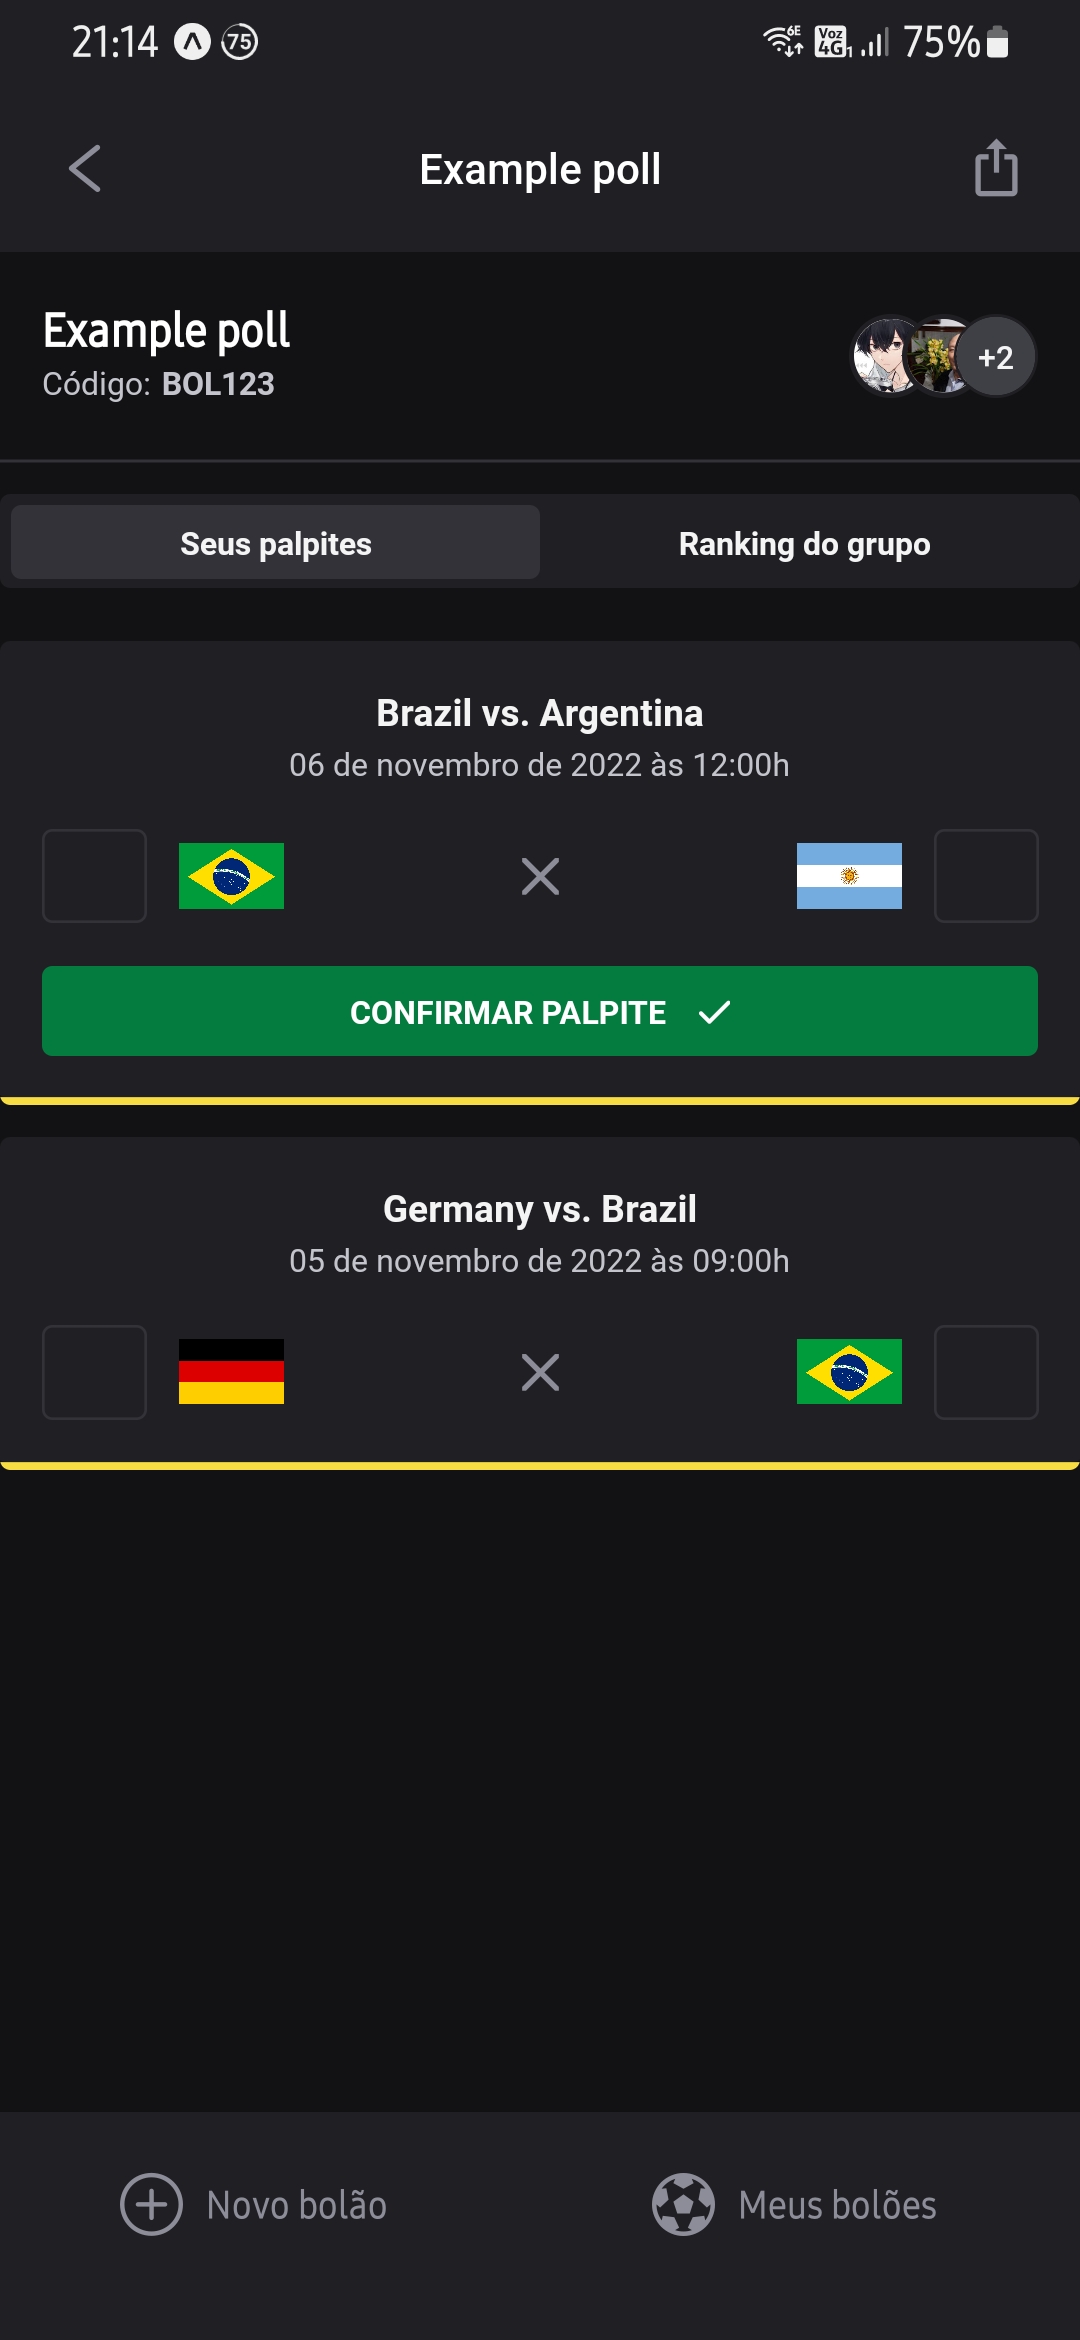 21:14 75 6E Voz 4G 1 75%
Example poll
Example poll
Código: BOL123
+2
Seus palpites Ranking do grupo
Brazil vs. Argentina
06 de novembro de 2022 às 12:00h
CONFIRMAR PALPITE
Germany vs. Brazil
05 de novembro de 2022 às 09:00h
Novo bolão Meus bolões